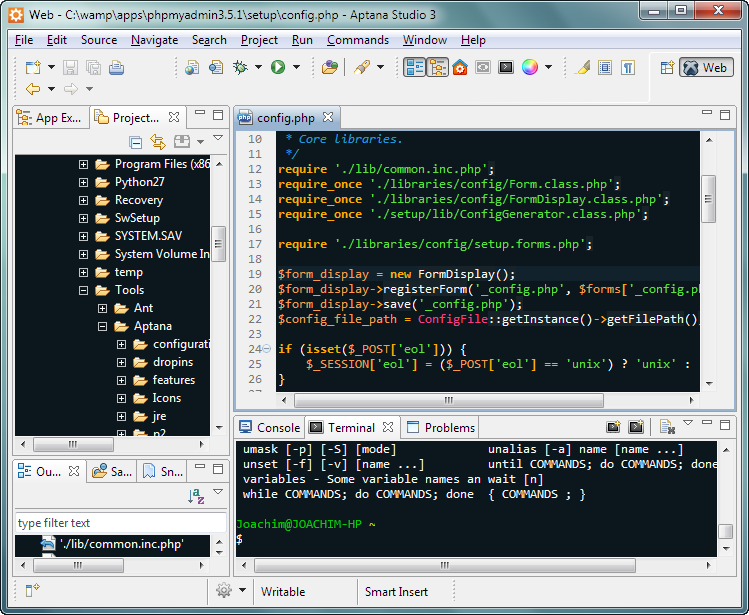 Web - C:\wamp\apps\phpmyadmin3.5.1\setup\config.php - Aptana Studio 3
File Edit Source Navigate Search Project Run Commands Window Help
Web
App Ex...
Project...
Program Files (x86
Python27
Recovery
SwSetup
SYSTEM.SAV
System Volume In
temp
Tools
Ant
Aptana
configurati
dropins
features
Icons
jre
p2
config.php
10 * Core libraries.
11 */
12 require './lib/common.inc.php';
13 require_once './libraries/config/Form.class.php';
14 require_once './libraries/config/FormDisplay.class.php';
15 require_once './setup/lib/ConfigGenerator.class.php';
16
17 require './libraries/config/setup.forms.php';
18
19 $form_display = new FormDisplay();
20 $form_display->registerForm('_config.php', $forms['_config.ph
21 $form_display->save('_config.php');
22 $config_file_path = ConfigFile::getInstance()->getFilePath()
23
24 if (isset($_POST['eol'])) {
25 $_SESSION['eol'] = ($_POST['eol'] == 'unix') ? 'unix' :
26 }
Ou...
Sa...
Sn...
type filter text
'./lib/common.inc.php'
Console
Terminal
Problems
umask [-p] [-S] [mode] unalias [-a] name [name ...]
unset [-f] [-v] [name ...] until COMMANDS; do COMMANDS; done
variables - Some variable names an wait [n]
while COMMANDS; do COMMANDS; done { COMMANDS ; }
Joachim@JOACHIM-HP ~
$
Writable
Smart Insert